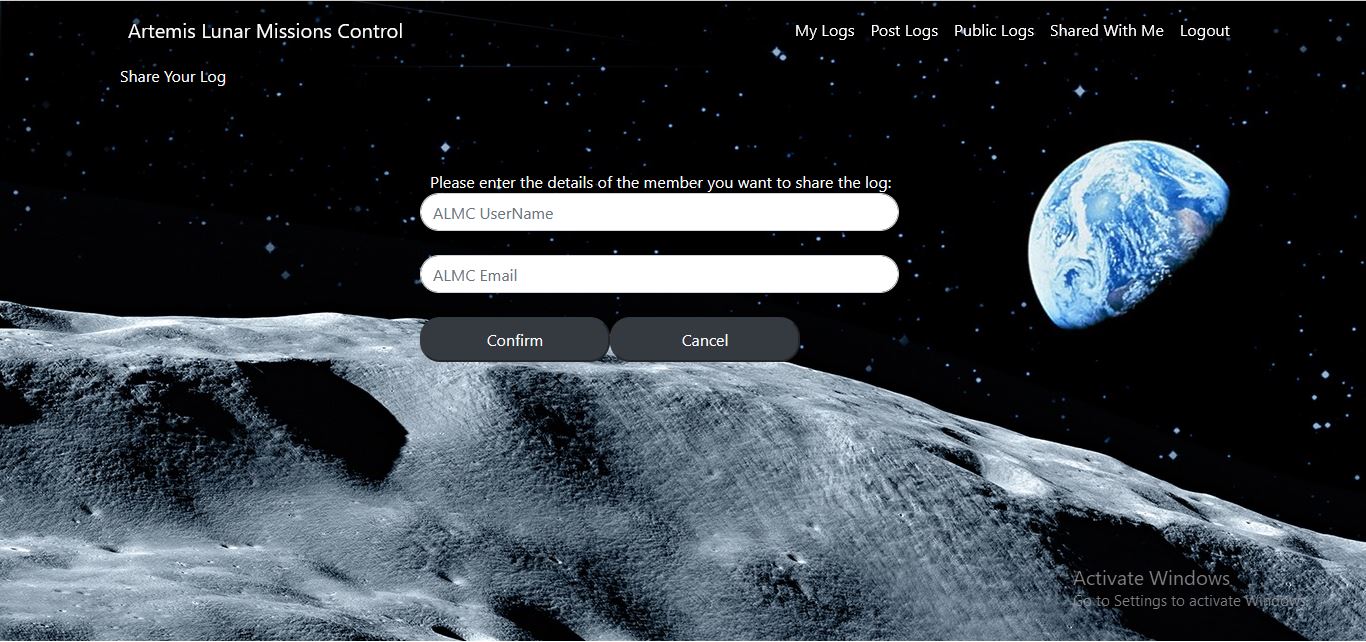 Artemis Lunar Missions Control
My Logs Post Logs Public Logs Shared With Me Logout
Share Your Log
Please enter the details of the member you want to share the log:
ALMC UserName
ALMC Email
Confirm Cancel
Activate Windows
Go to Settings to activate Windows.